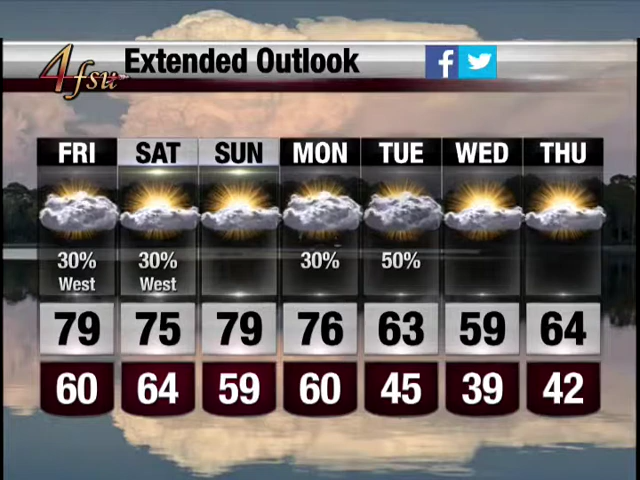 4fsu Extended Outlook
FRI SAT SUN MON TUE WED THU
30% 30% 30% 50%
West West
79 75 79 76 63 59 64
60 64 59 60 45 39 42